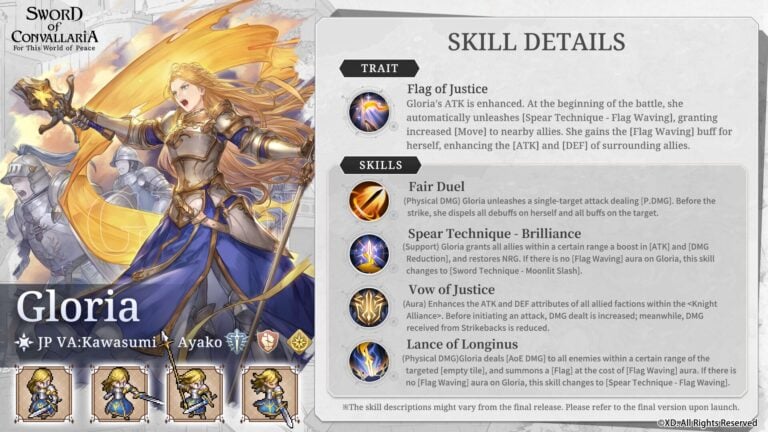 SWORD
of
CONVALLARIA
For This World of Peace
Gloria
JP VA:Kawasumi Ayako
SKILL DETAILS
TRAIT
Flag of Justice
Gloria's ATK is enhanced. At the beginning of the battle, she
automatically unleashes [Spear Technique - Flag Waving], granting
increased [Move] to nearby allies. She gains the [Flag Waving] buff for
herself, enhancing the [ATK] and [DEF] of surrounding allies.
SKILLS
Fair Duel
(Physical DMG) Gloria unleashes a single-target attack dealing [P.DMG]. Before the
strike, she dispels all debuffs on herself and all buffs on the target.
Spear Technique - Brilliance
(Support) Gloria grants all allies within a certain range a boost in [ATK] and [DMG
Reduction], and restores NRG. If there is no [Flag Waving] aura on Gloria, this skill
changes to [Sword Technique - Moonlit Slash].
Vow of Justice
(Aura) Enhances the ATK and DEF attributes of all allied factions within the <Knight
Alliance>. Before initiating an attack, DMG dealt is increased; meanwhile, DMG
received from Strikebacks is reduced.
Lance of Longinus
(Physical DMG)Gloria deals [AoE DMG] to all enemies within a certain range of the
targeted [empty tile], and summons a [Flag] at the cost of [Flag Waving] aura. If there is
no [Flag Waving] aura on Gloria, this skill changes to [Spear Technique - Flag Waving].
※The skill descriptions might vary from the final release. Please refer to the final version upon launch.
©XD. All Rights Reserved